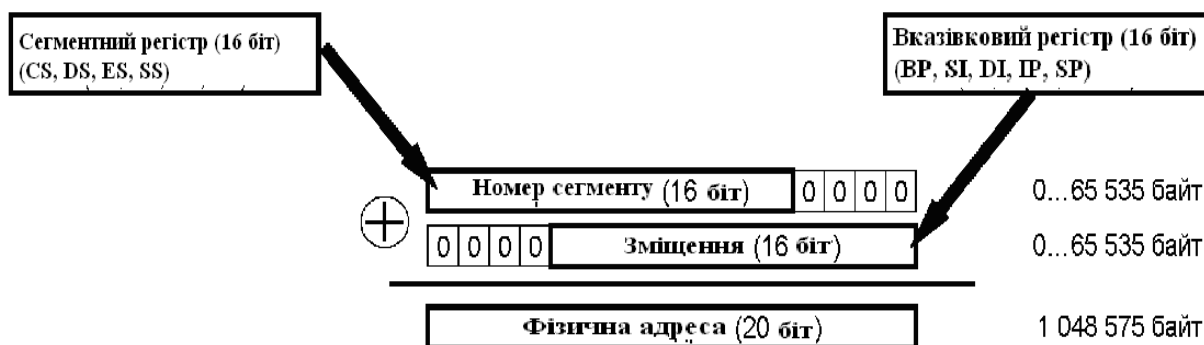 Сегментний регістр (16 біт)
(CS, DS, ES, SS)
Вказівковий регістр (16 біт)
(BP, SI, DI, IP, SP)
Номер сегменту (16 біт) 0 0 0 0 0...65 535 байт
0 0 0 0 Зміщення (16 біт) 0...65 535 байт
Фізична адреса (20 біт) 1 048 575 байт